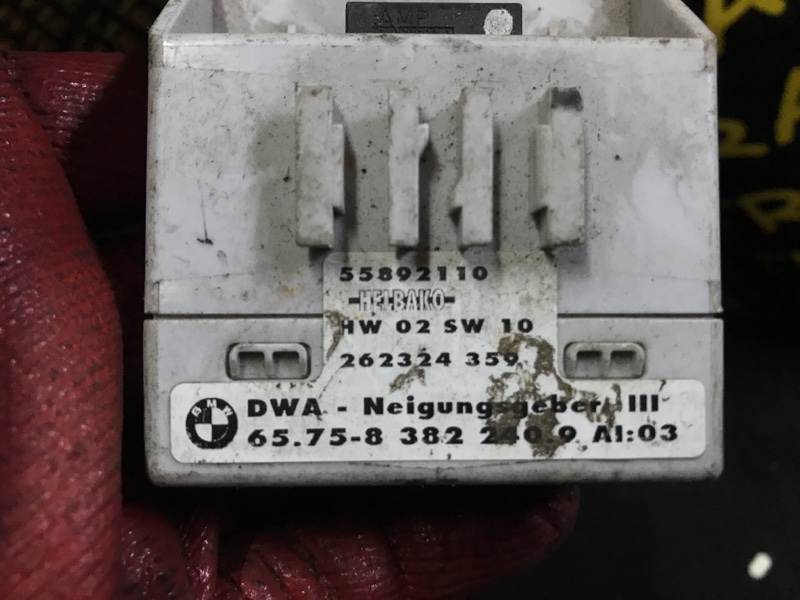 AMP
55892110
HELBAKO
HW 02 SW 10
262324 359
BMW
DWA - Neigungsgeber III
65.75-8 382 240.9 AI:03